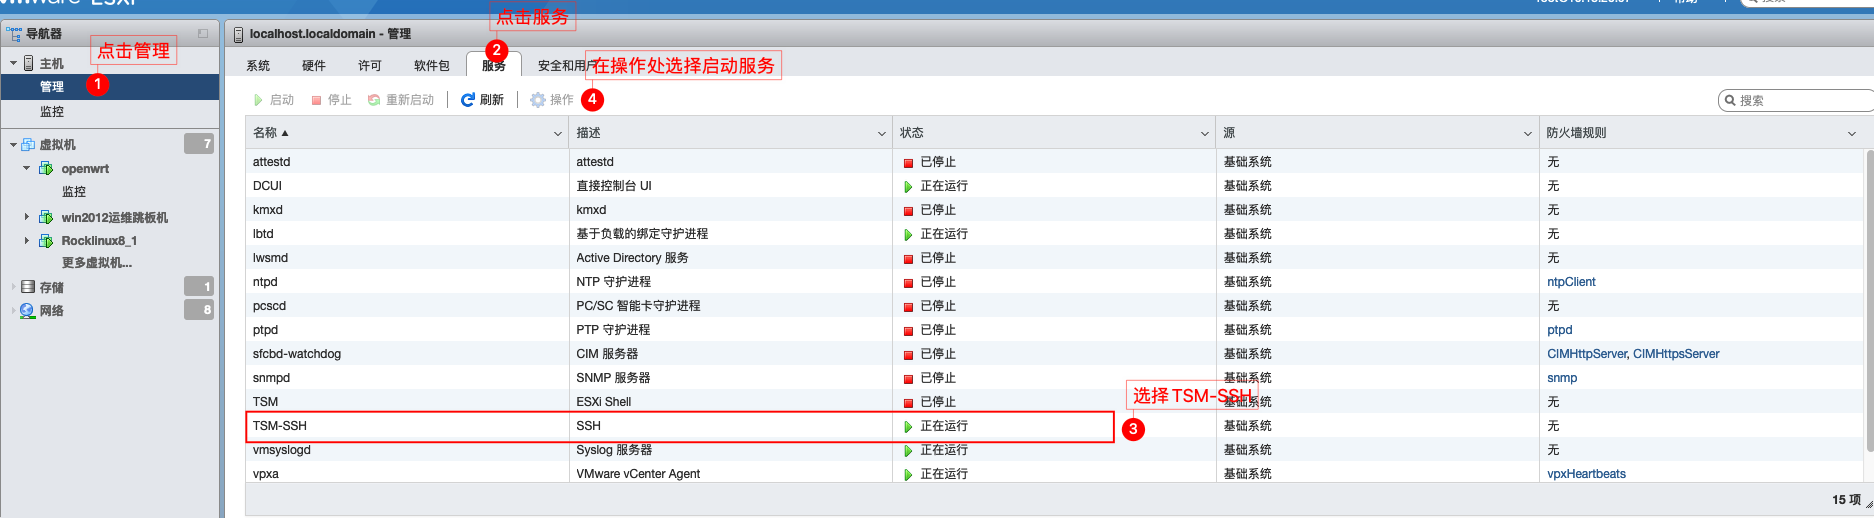 vmware ESXi
点击服务
导航器
点击管理
localhost.localdomain - 管理
主机
1
管理
监控
2
系统
硬件
许可
软件包
服务
安全和用户
在操作处选择启动服务
启动
停止
重新启动
刷新
操作
4
搜索
名称
描述
状态
源
防火墙规则
虚拟机
7
openwrt
监控
win2012运维跳板机
Rocklinux8_1
更多虚拟机...
存储
1
网络
8
attestd attestd 已停止 基础系统 无
DCUI 直接控制台 UI 正在运行 基础系统 无
kmxd kmxd 已停止 基础系统 无
lbtd 基于负载的绑定守护进程 正在运行 基础系统 无
lwsmd Active Directory 服务 已停止 基础系统 无
ntpd NTP 守护进程 已停止 基础系统 ntpClient
pcscd PC/SC 智能卡守护进程 已停止 基础系统 无
ptpd PTP 守护进程 已停止 基础系统 ptpd
sfcbd-watchdog CIM 服务器 已停止 基础系统 CIMHttpServer, CIMHttpsServer
snmpd SNMP 服务器 已停止 基础系统 snmp
选择 TSM-SSH
TSM ESXi Shell 已停止 基础系统 无
TSM-SSH SSH 正在运行 3 基础系统 无
vmsyslogd Syslog 服务器 正在运行 基础系统 无
vpxa VMware vCenter Agent 正在运行 基础系统 vpxHeartbeats
15 项